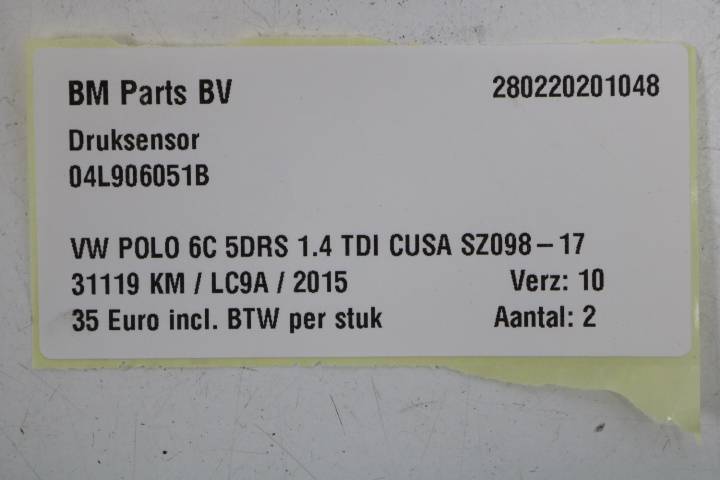 BM Parts BV 280220201048
Druksensor
04L906051B
VW POLO 6C 5DRS 1.4 TDI CUSA SZ098-17
31119 KM / LC9A / 2015 Verz: 10
35 Euro incl. BTW per stuk Aantal: 2